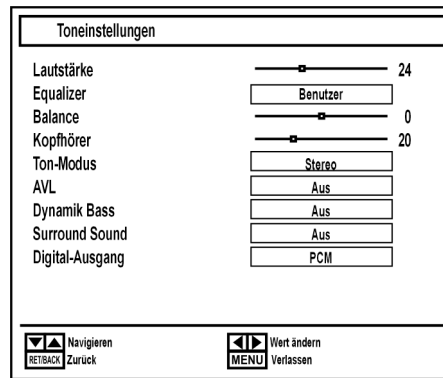 Toneinstellungen
Lautstärke 24
Equalizer Benutzer
Balance 0
Kopfhörer 20
Ton-Modus Stereo
AVL Aus
Dynamik Bass Aus
Surround Sound Aus
Digital-Ausgang PCM
Navigieren Wert ändern
RET/BACK Zurück MENU Verlassen